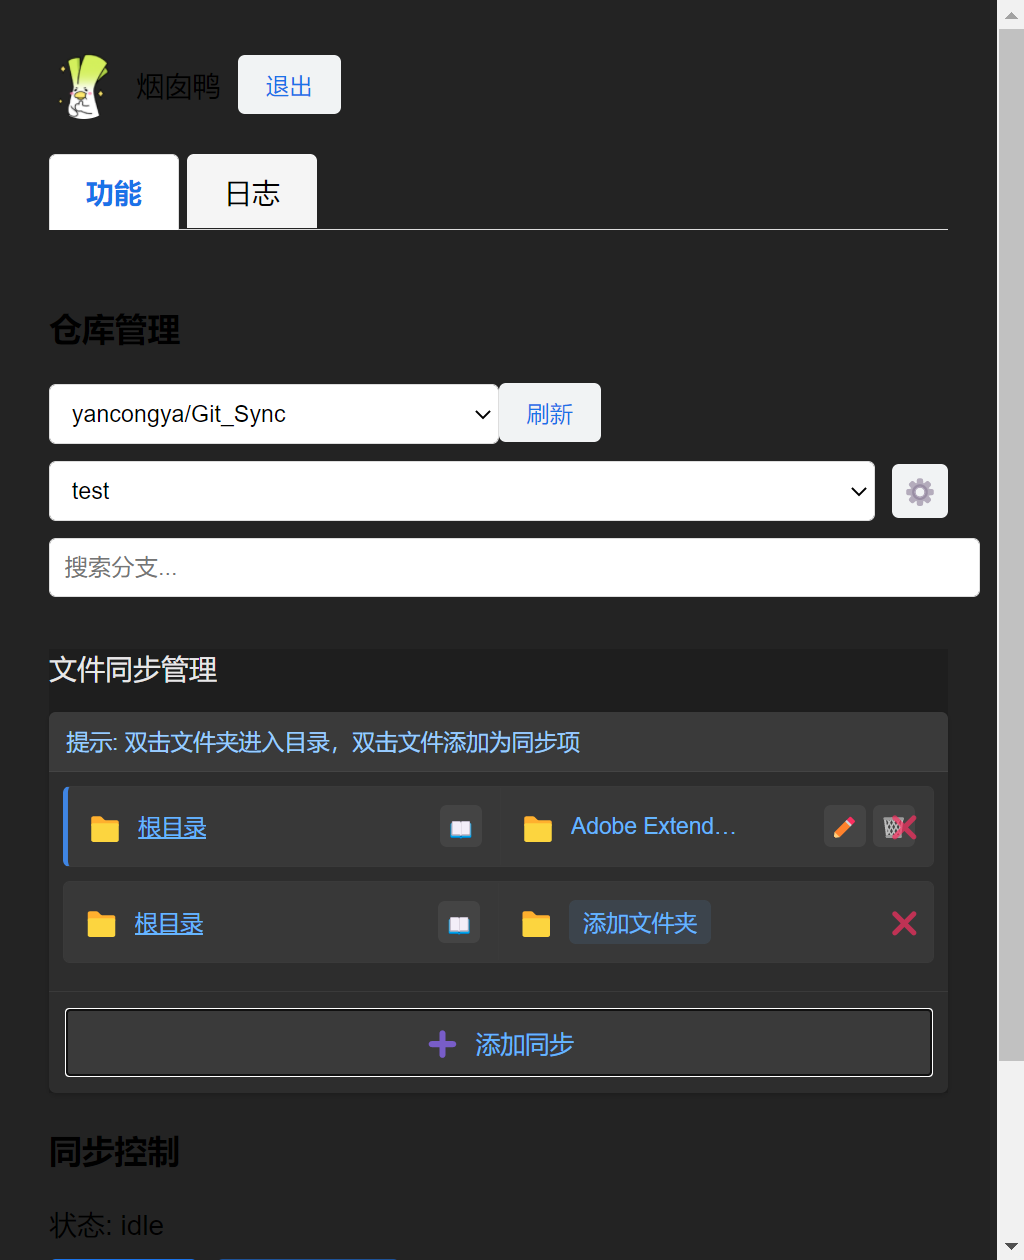 烟囱鸭
退出
功能
日志
仓库管理
yancongya/Git_Sync
刷新
test
搜索分支...
文件同步管理
提示: 双击文件夹进入目录，双击文件添加为同步项
根目录
Adobe Extend…
根目录
添加文件夹
添加同步
同步控制
状态: idle